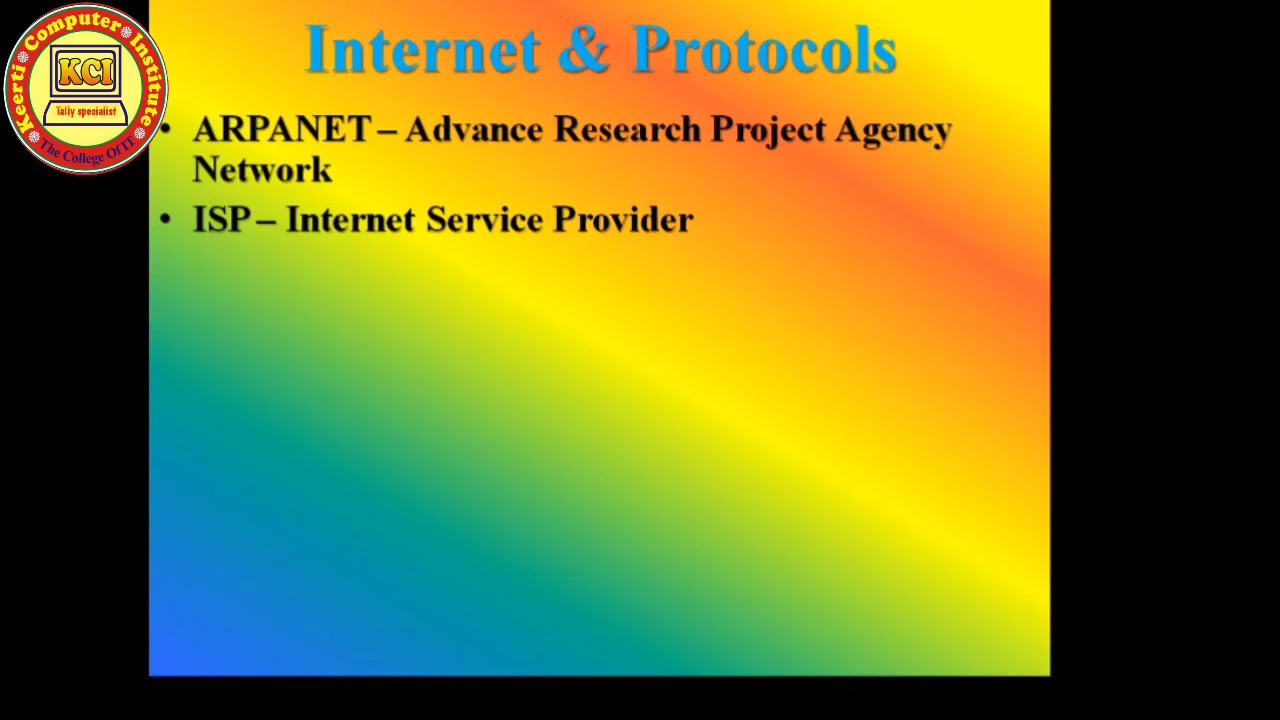 Keerti Computer Institute
KCI
Tally specialist
The College Of IT
Internet & Protocols
• ARPANET – Advance Research Project Agency
Network
• ISP – Internet Service Provider